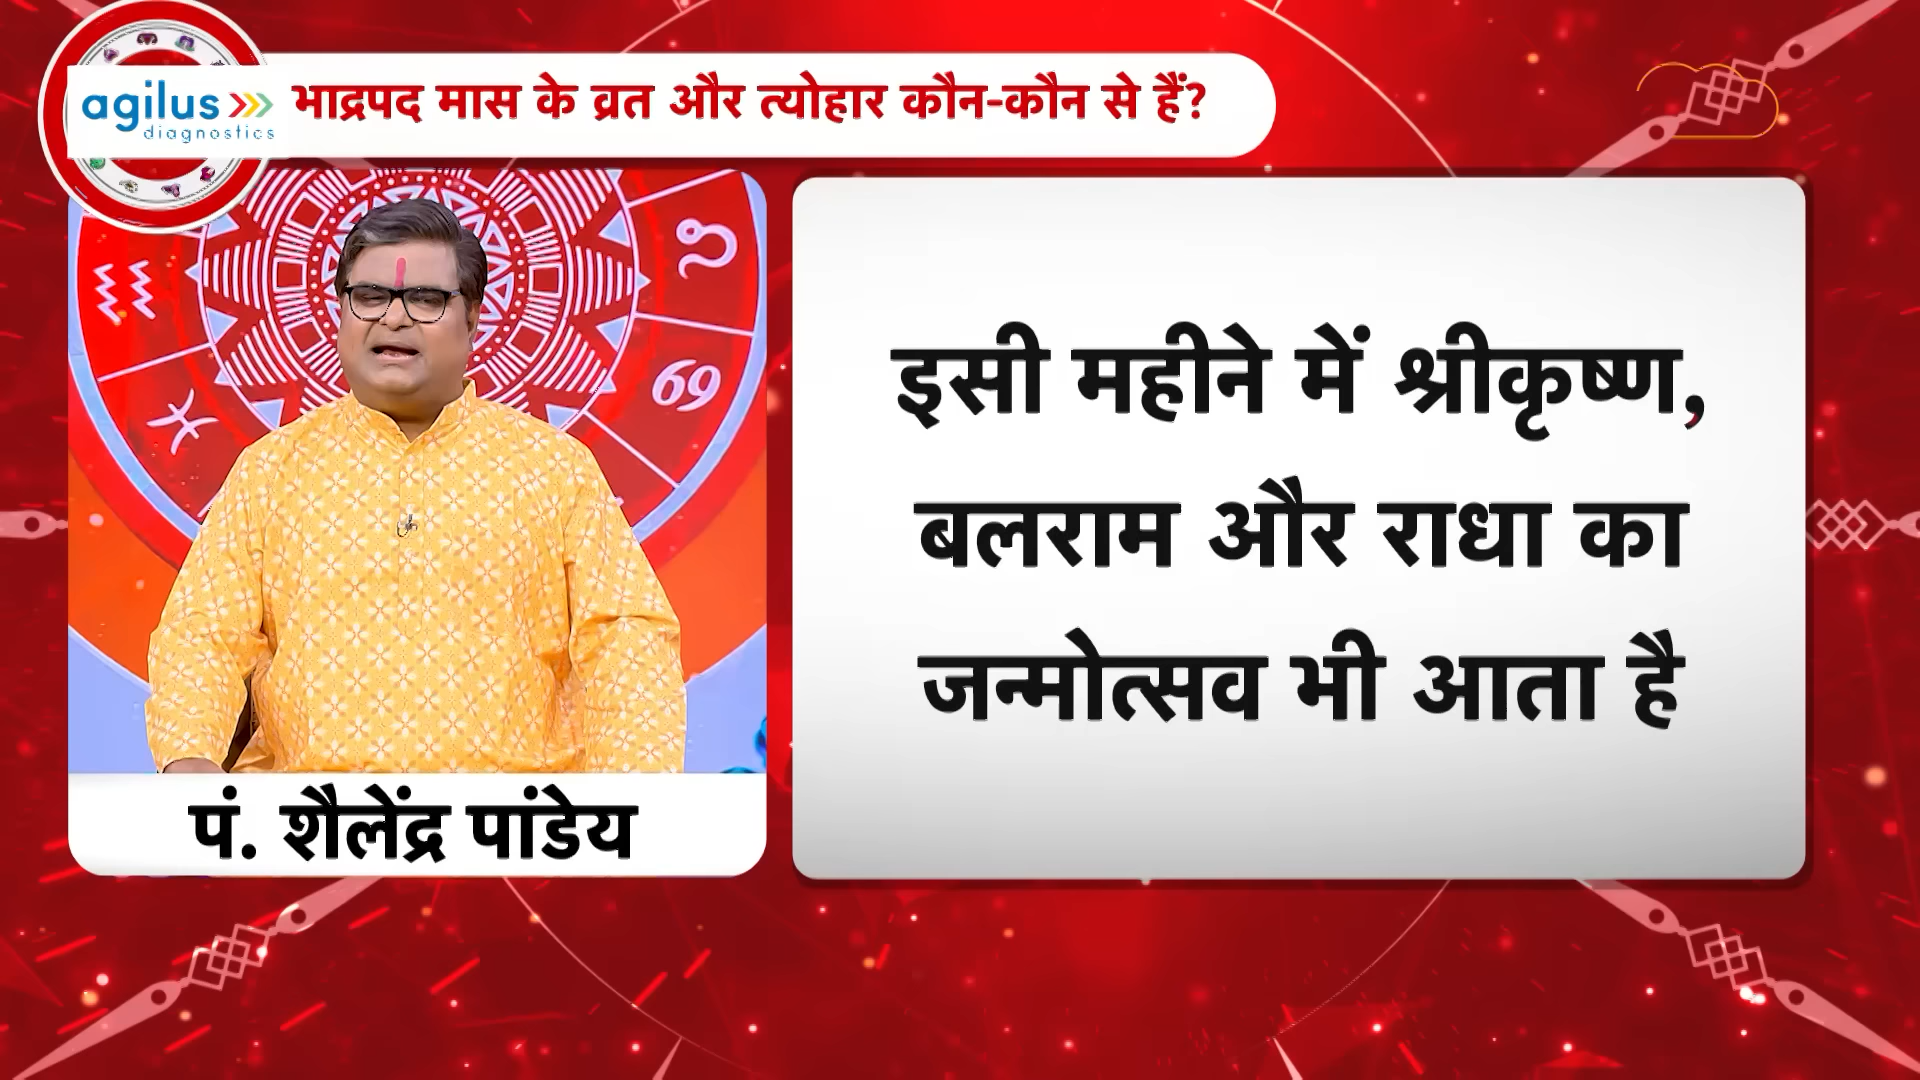 agilus
diagnostics
भाद्रपद मास के व्रत और त्योहार कौन-कौन से हैं?
इसी महीने में श्रीकृष्ण,
बलराम और राधा का
जन्मोत्सव भी आता है
पं. शैलेंद्र पांडेय